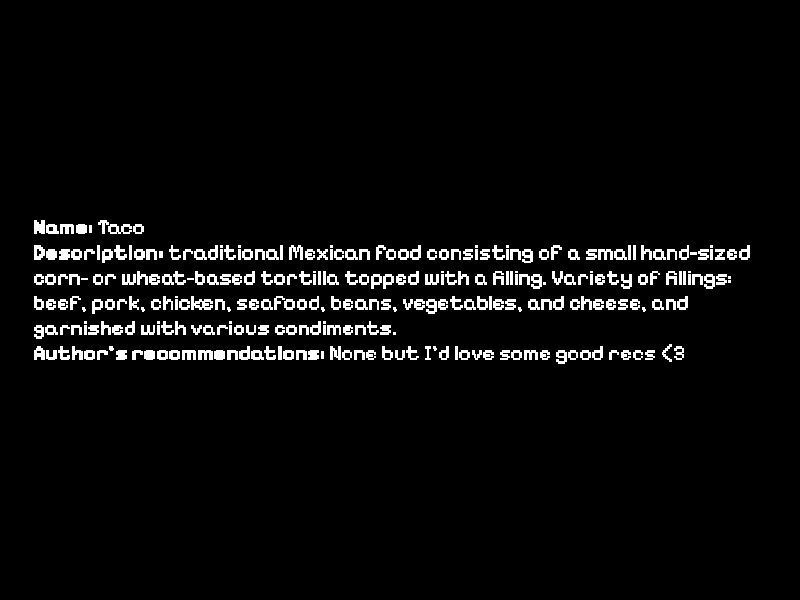 Name: Taco
Description: traditional Mexican food consisting of a small hand-sized
corn- or wheat-based tortilla topped with a filling. Variety of fillings:
beef, pork, chicken, seafood, beans, vegetables, and cheese, and
garnished with various condiments.
Author's recommendations: None but I'd love some good recs <3